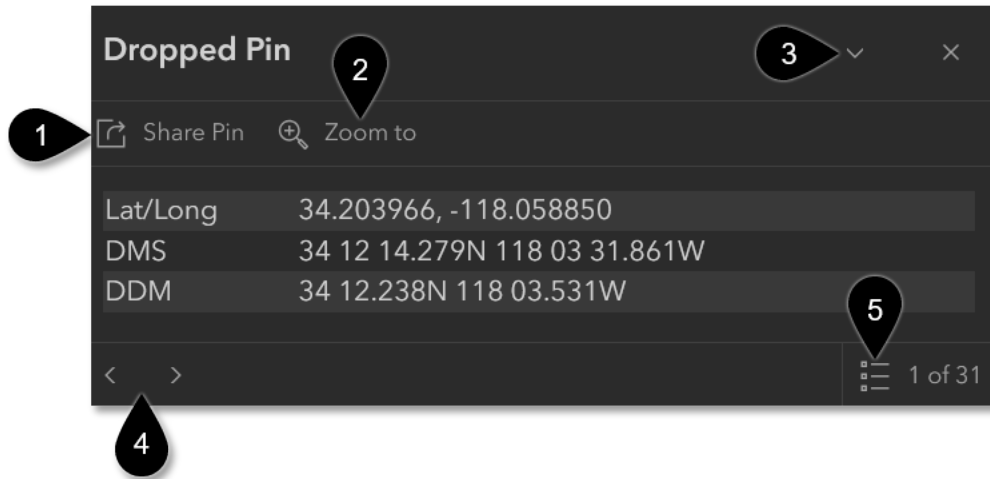 Dropped Pin
2
3
1
Share Pin
Zoom to
Lat/Long 34.203966, -118.058850
DMS 34 12 14.279N 118 03 31.861W
DDM 34 12.238N 118 03.531W
5
1 of 31
4